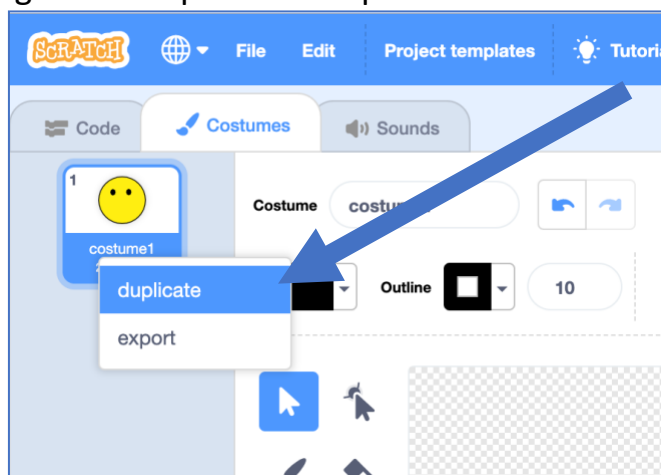 SCRATCH File Edit Project templates
Code Costumes Sounds
1
Costume
costume1
duplicate
Outline 10
export